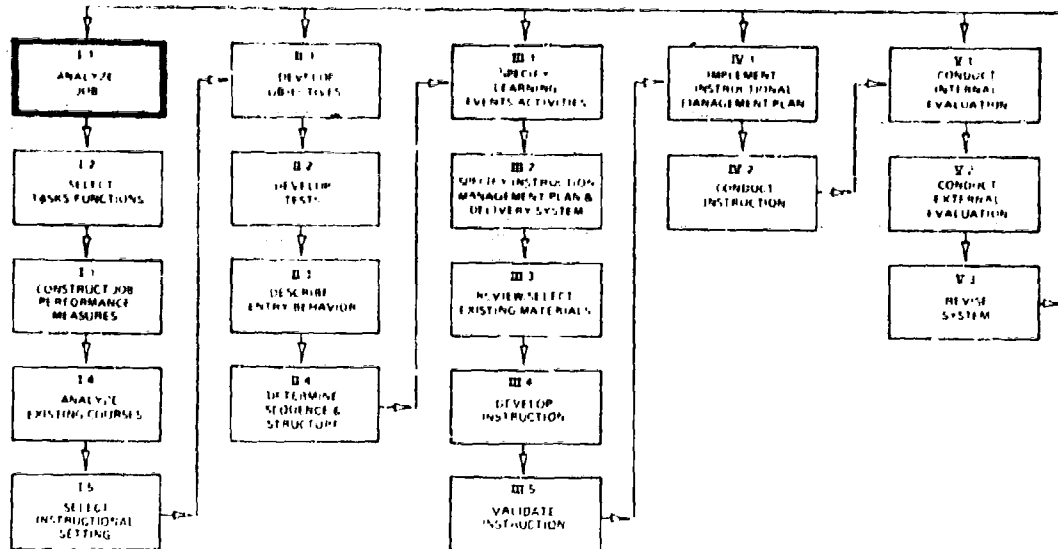 I 1
ANALYZE
JOB
I 2
SELECT
TASKS FUNCTIONS
CONSTRUCT JOB
PERFORMANCE
MEASURES
I 4
ANALYZE
EXISTING COURSES
I 5
SELECT
INSTRUCTIONAL
SETTING
II 1
DEVELOP
OBJECTIVES
II 2
DEVELOP
TESTS
II 3
DESCRIBE
ENTRY BEHAVIOR
II 4
DETERMINE
SEQUENCE &
STRUCTURE
III 1
SPECIFY
LEARNING
EVENTS ACTIVITIES
III 2
SPECIFY INSTRUCTION
MANAGEMENT PLAN &
DELIVERY SYSTEM
III 3
REVIEW/SELECT
EXISTING MATERIALS
III 4
DEVELOP
INSTRUCTION
III 5
VALIDATE
INSTRUCTION
IV 1
IMPLEMENT
INSTRUCTIONAL
MANAGEMENT PLAN
IV 2
CONDUCT
INSTRUCTION
V 1
CONDUCT
INTERNAL
EVALUATION
V 2
CONDUCT
EXTERNAL
EVALUATION
V 3
REVISE
SYSTEM